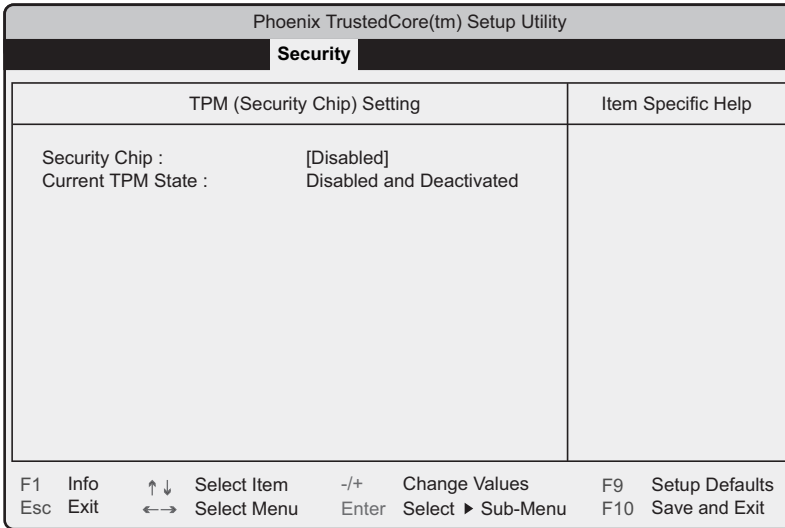 Phoenix TrustedCore(tm) Setup Utility
Security
TPM (Security Chip) Setting
Item Specific Help
Security Chip : [Disabled]
Current TPM State : Disabled and Deactivated
F1 Info ↑↓ Select Item -/+ Change Values F9 Setup Defaults
Esc Exit ←→ Select Menu Enter Select ▶ Sub-Menu F10 Save and Exit